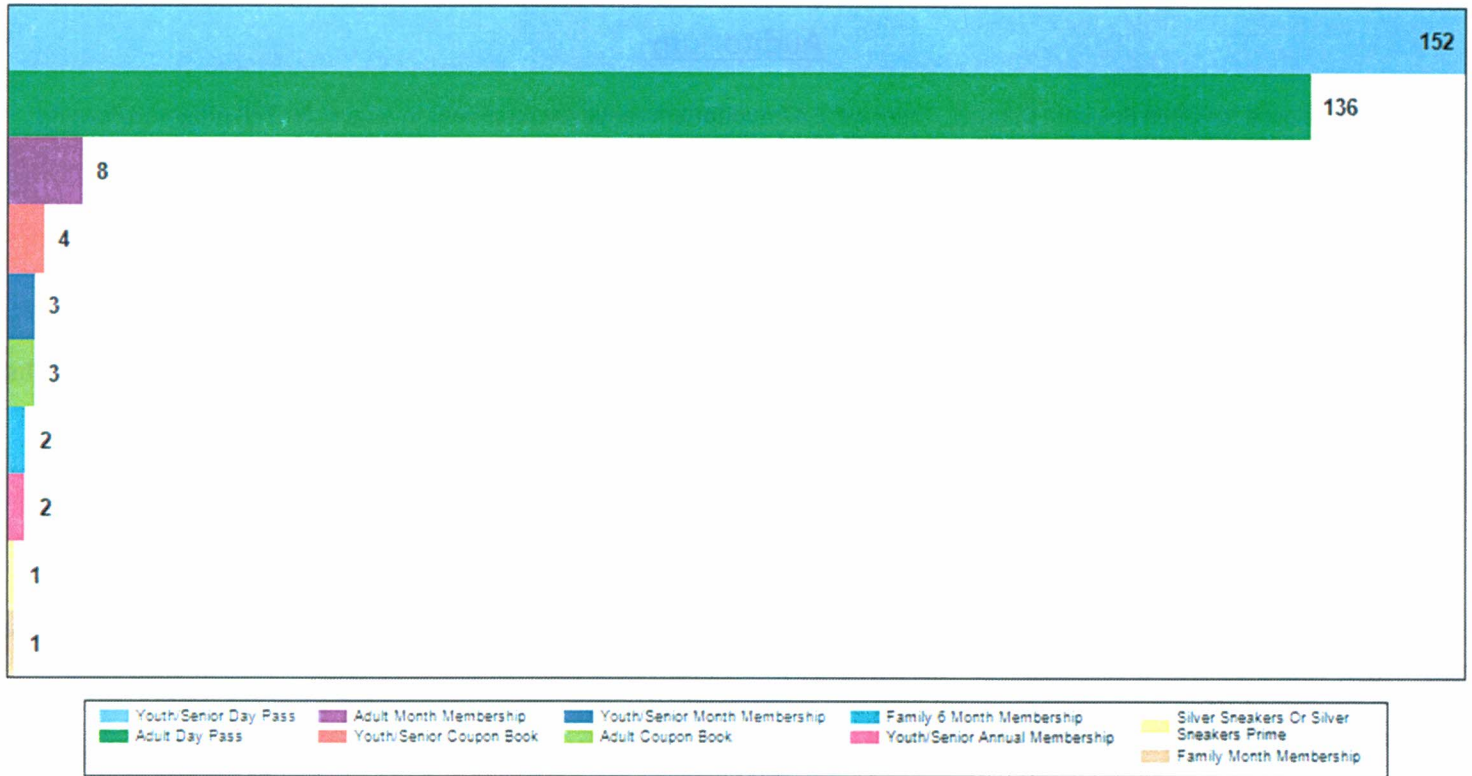 152
136
8
4
3
3
2
2
1
1
Youth/Senior Day Pass
Adult Day Pass
Adult Month Membership
Youth/Senior Coupon Book
Youth/Senior Month Membership
Adult Coupon Book
Family 6 Month Membership
Youth/Senior Annual Membership
Silver Sneakers Or Silver
Sneakers Prime
Family Month Membership